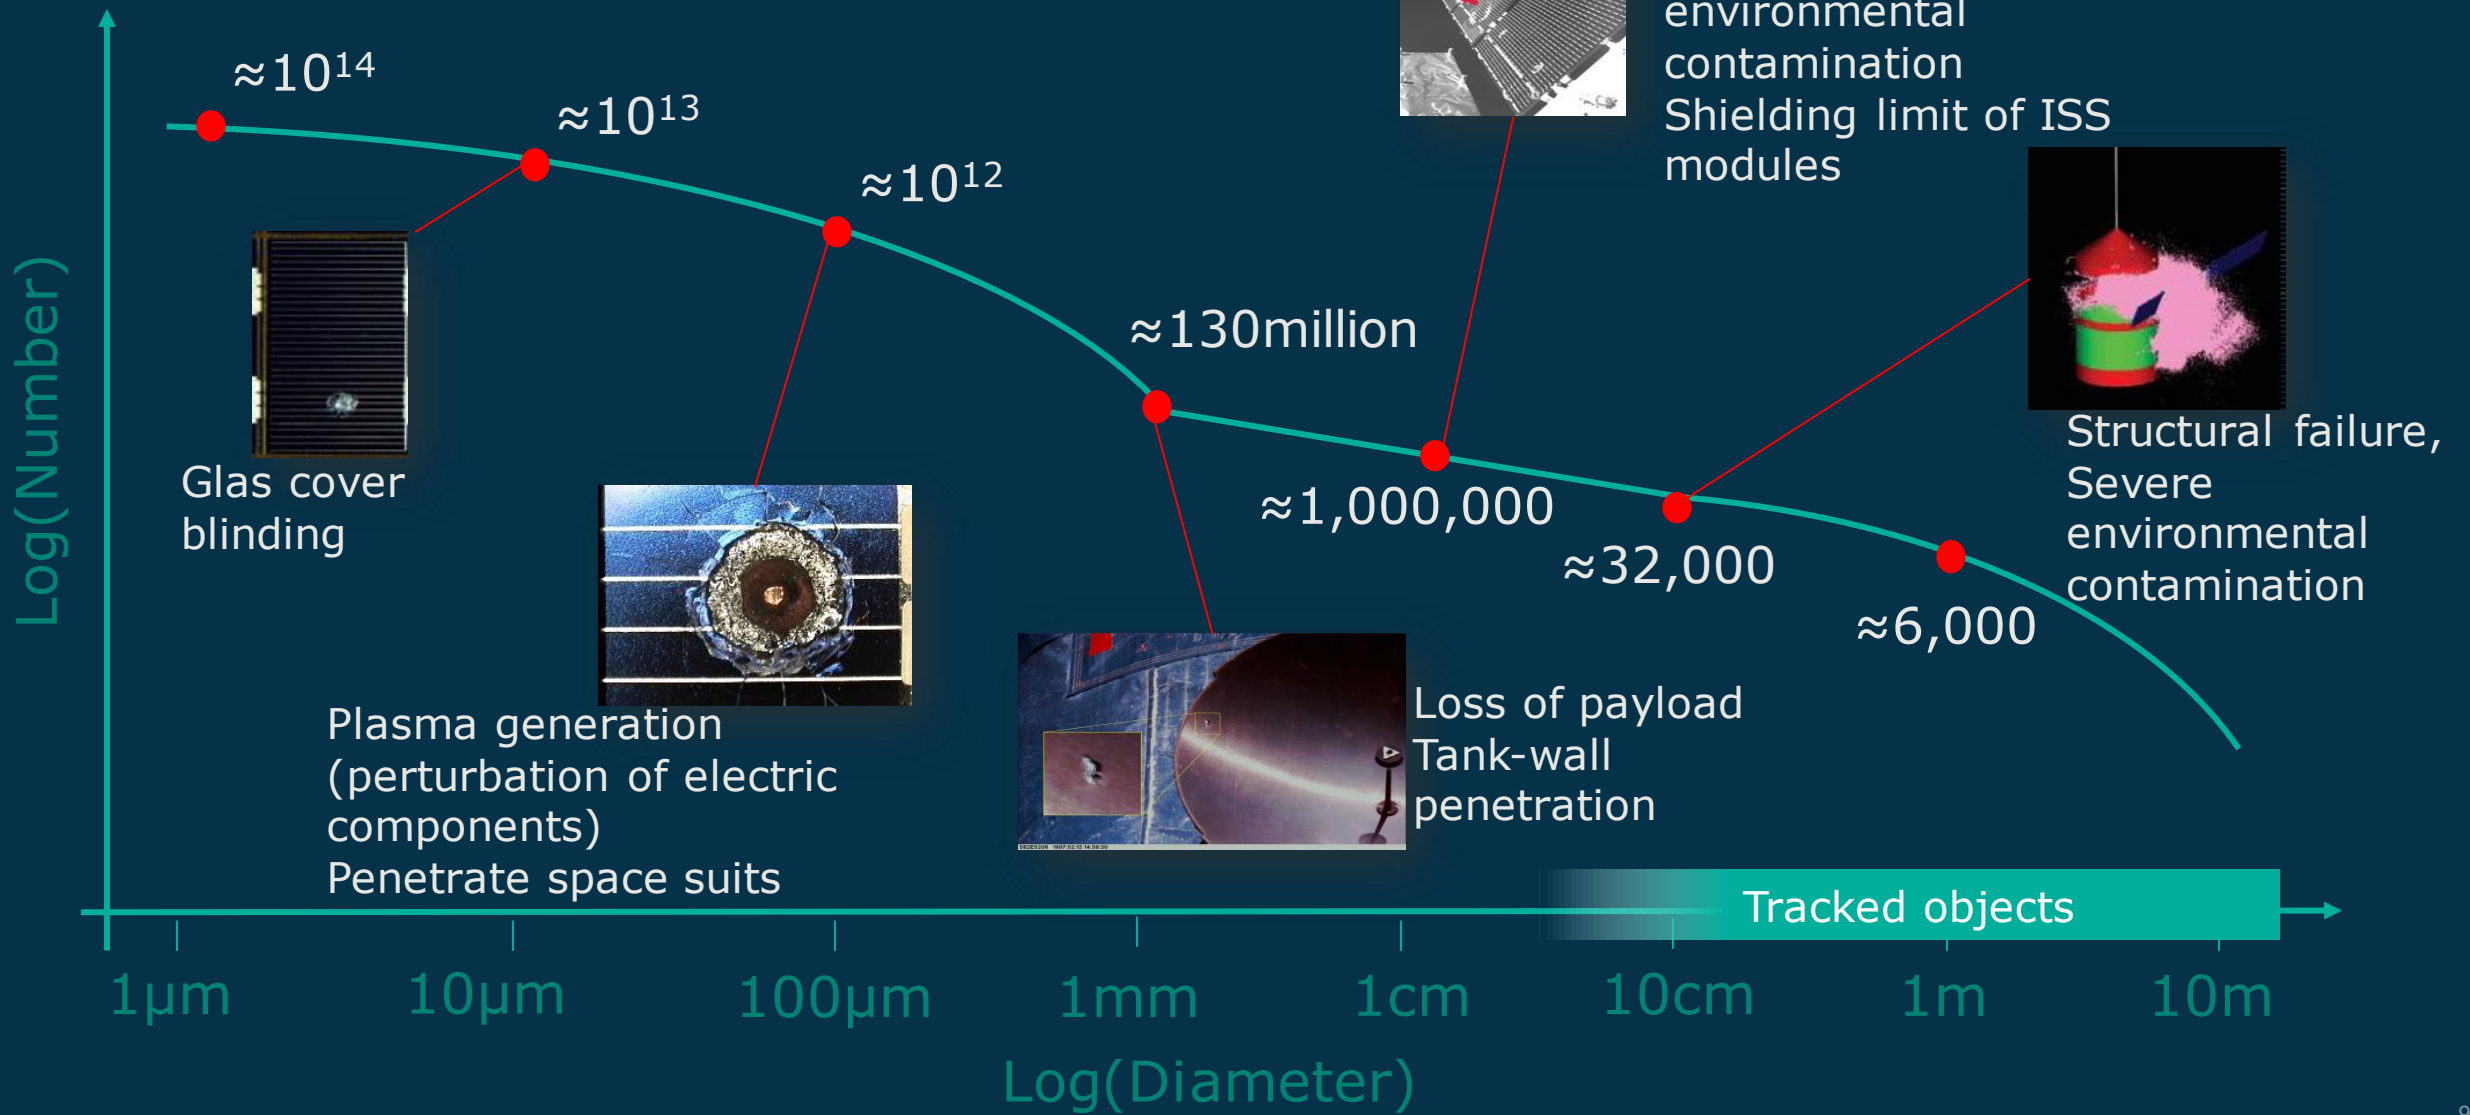 environmental
contamination
Shielding limit of ISS
modules
≈10¹⁴
≈10¹³
≈10¹²
≈130million
≈1,000,000
≈32,000
≈6,000
Glas cover
blinding
Structural failure,
Severe
environmental
contamination
Plasma generation
(perturbation of electric
components)
Penetrate space suits
Loss of payload
Tank-wall
penetration
Log(Number)
Tracked objects
1µm
10µm
100µm
1mm
1cm
10cm
1m
10m
Log(Diameter)